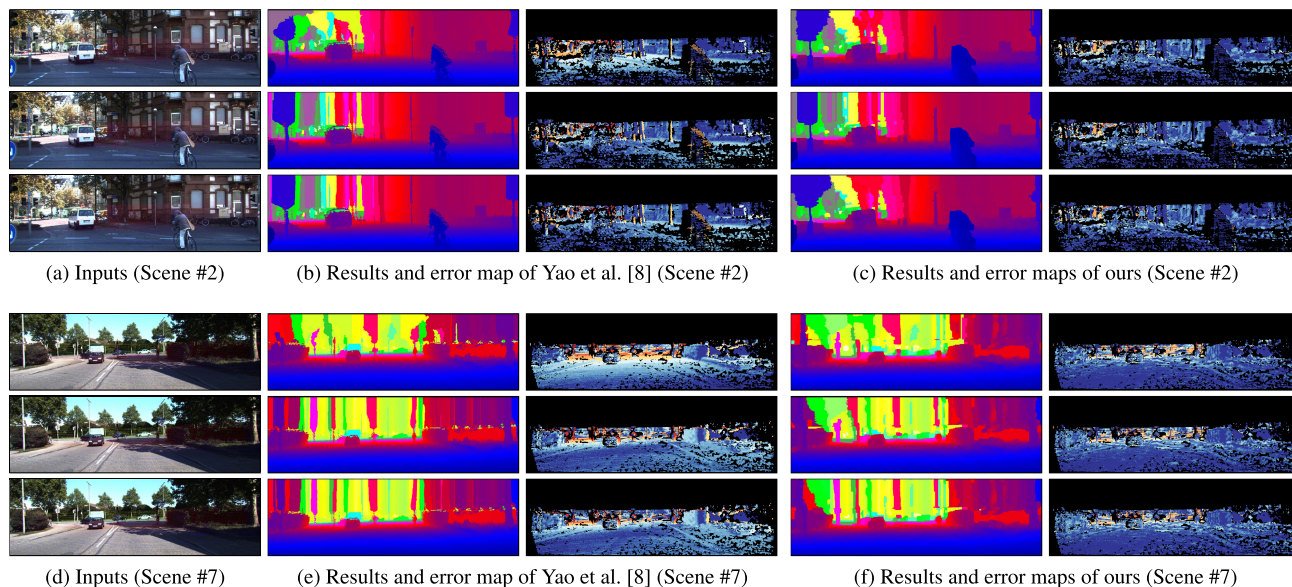 (a) Inputs (Scene #2)
(b) Results and error map of Yao et al. [8] (Scene #2)
(c) Results and error maps of ours (Scene #2)
(d) Inputs (Scene #7)
(e) Results and error map of Yao et al. [8] (Scene #7)
(f) Results and error maps of ours (Scene #7)